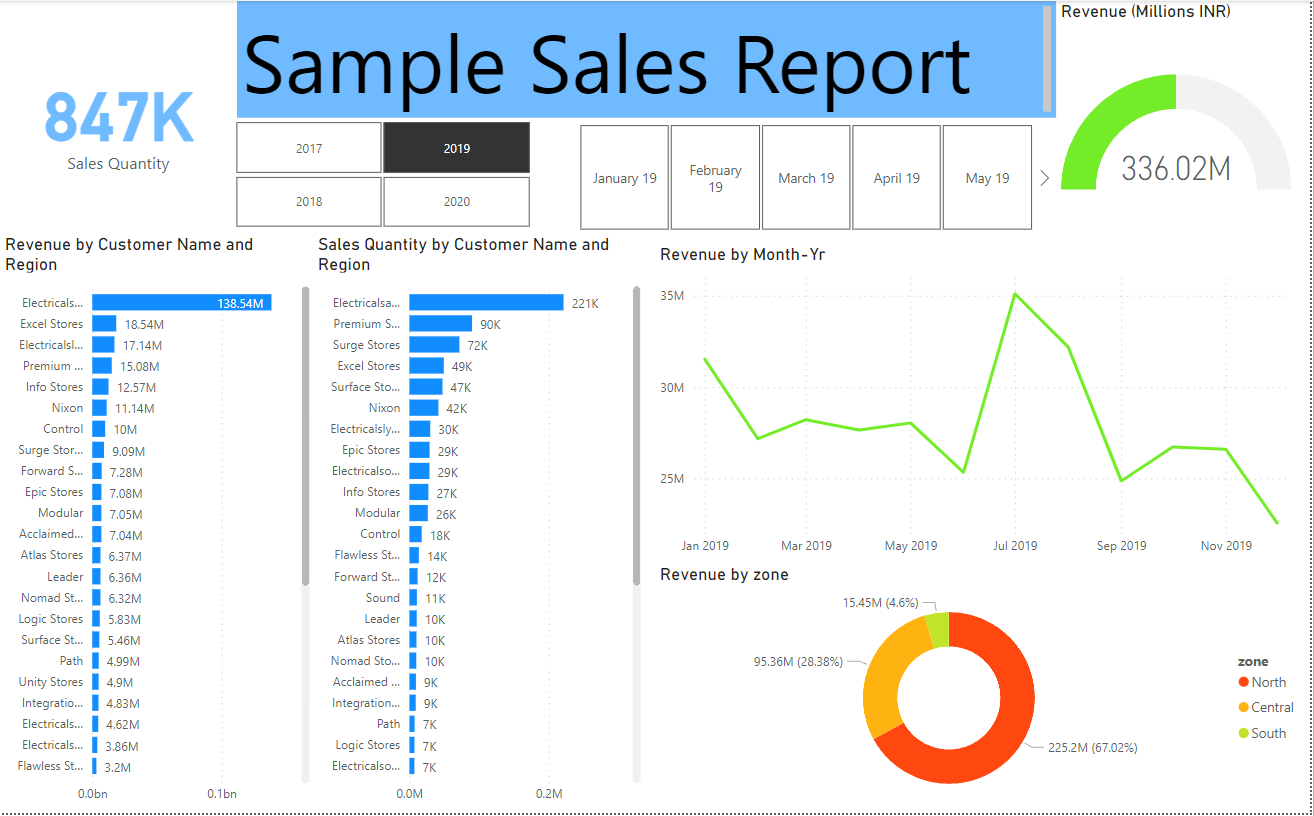 Sample Sales Report
Revenue (Millions INR)
847K
Sales Quantity
2017
2019
2018
2020
January 19
February
19
March 19
April 19
May 19
336.02M
Revenue by Customer Name and
Region
Electricals... 138.54M
Excel Stores 18.54M
Electricalsl... 17.14M
Premium ... 15.08M
Info Stores 12.57M
Nixon 11.14M
Control 10M
Surge Stor... 9.09M
Forward S... 7.28M
Epic Stores 7.08M
Modular 7.05M
Acclaimed... 7.04M
Atlas Stores 6.37M
Leader 6.36M
Nomad St... 6.32M
Logic Stores 5.83M
Surface St... 5.46M
Path 4.99M
Unity Stores 4.9M
Integratio... 4.83M
Electricals... 4.62M
Electricals... 3.86M
Flawless St... 3.2M
0.0bn 0.1bn
Sales Quantity by Customer Name and
Region
Electricalsa... 221K
Premium S... 90K
Surge Stores 72K
Excel Stores 49K
Surface Sto... 47K
Nixon 42K
Electricalsly... 30K
Epic Stores 29K
Electricalso... 29K
Info Stores 27K
Modular 26K
Control 18K
Flawless St... 14K
Forward St... 12K
Sound 11K
Leader 10K
Atlas Stores 10K
Nomad Sto... 10K
Acclaimed ... 9K
Integration... 9K
Path 7K
Logic Stores 7K
Electricalso... 7K
0.0M 0.2M
Revenue by Month-Yr
35M
30M
25M
Jan 2019 Mar 2019 May 2019 Jul 2019 Sep 2019 Nov 2019
Revenue by zone
15.45M (4.6%)
95.36M (28.38%)
225.2M (67.02%)
zone
North
Central
South